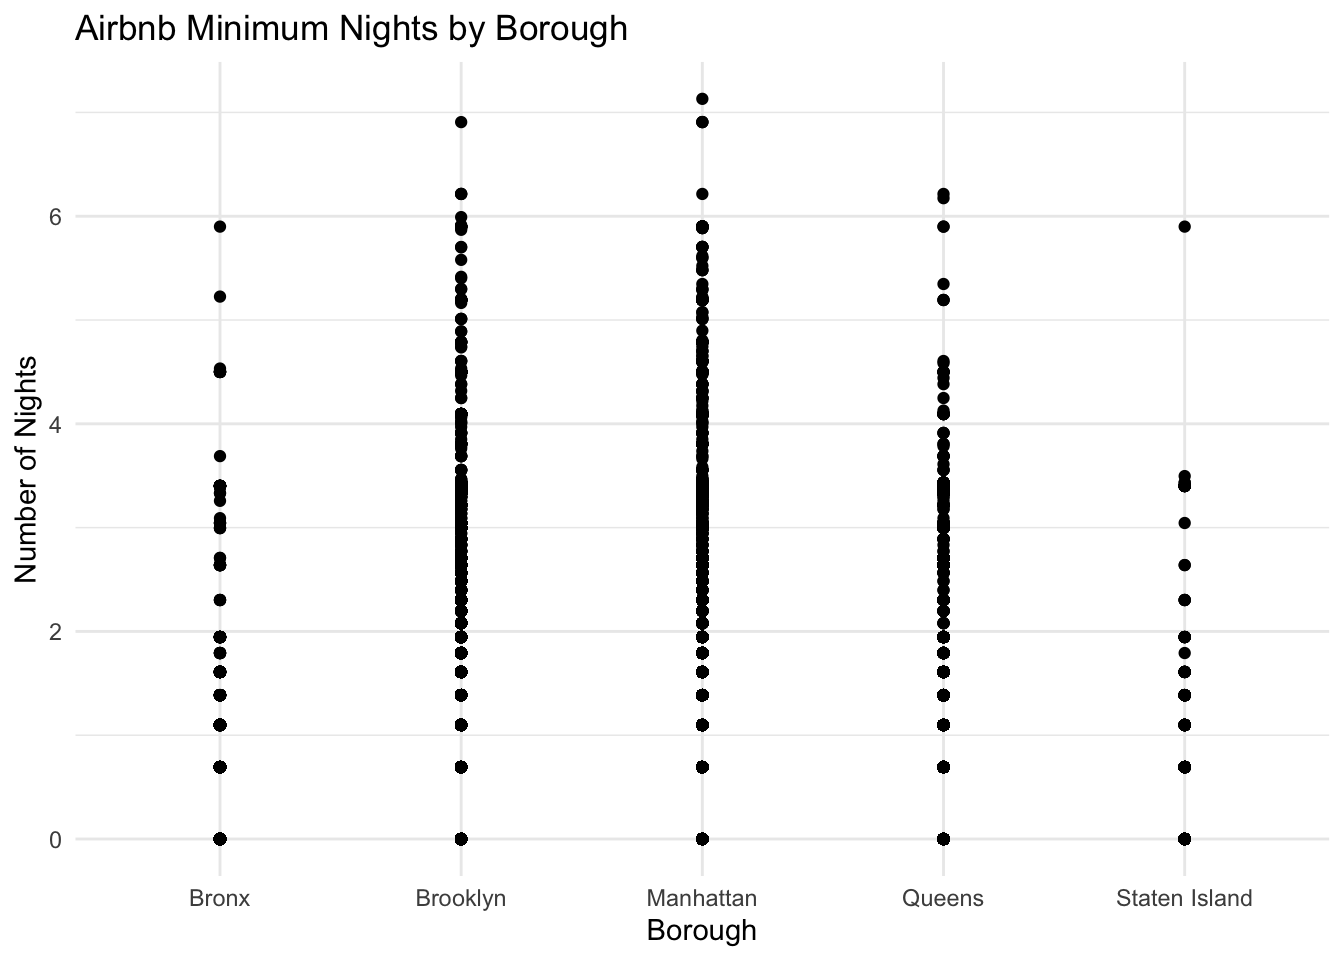 Airbnb Minimum Nights by Borough
Number of Nights
6
4
2
0
Bronx Brooklyn Manhattan Queens Staten Island
Borough